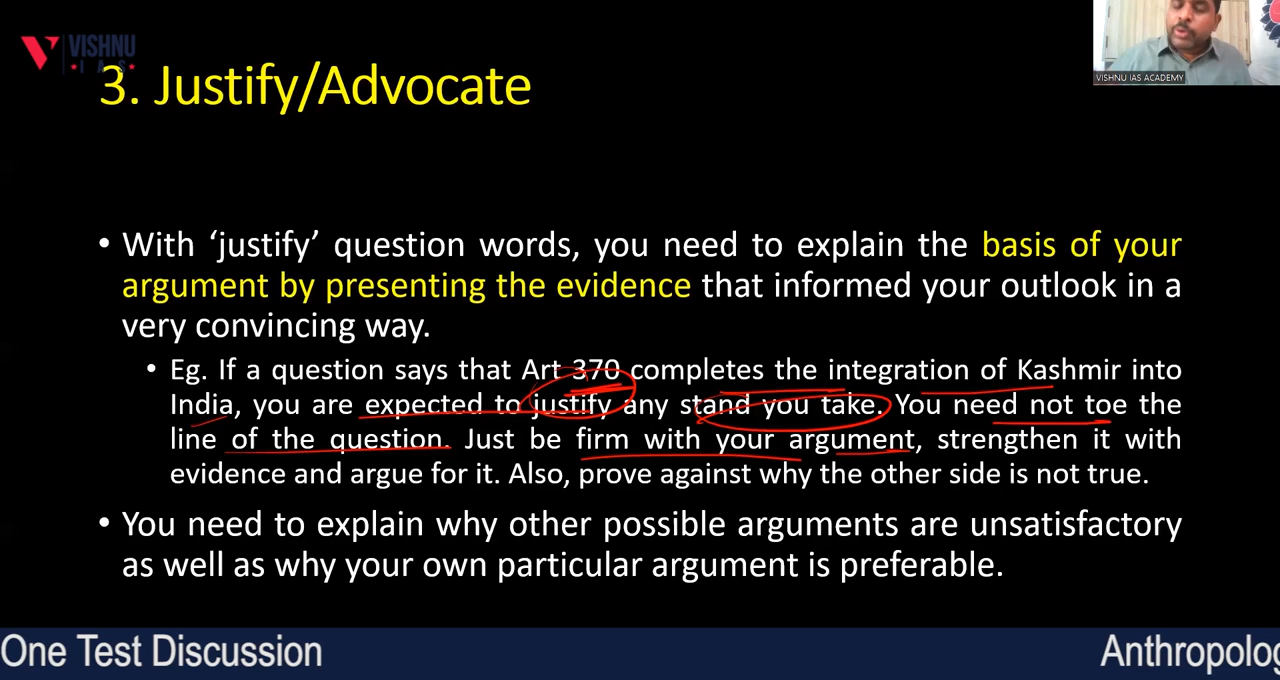 VISHNU
IAS
VISHNU IAS ACADEMY
3. Justify/Advocate
• With ‘justify’ question words, you need to explain the basis of your
argument by presenting the evidence that informed your outlook in a
very convincing way.
• Eg. If a question says that Art 370 completes the integration of Kashmir into
India, you are expected to justify any stand you take. You need not toe the
line of the question. Just be firm with your argument, strengthen it with
evidence and argue for it. Also, prove against why the other side is not true.
• You need to explain why other possible arguments are unsatisfactory
as well as why your own particular argument is preferable.
One Test Discussion
Anthropolog